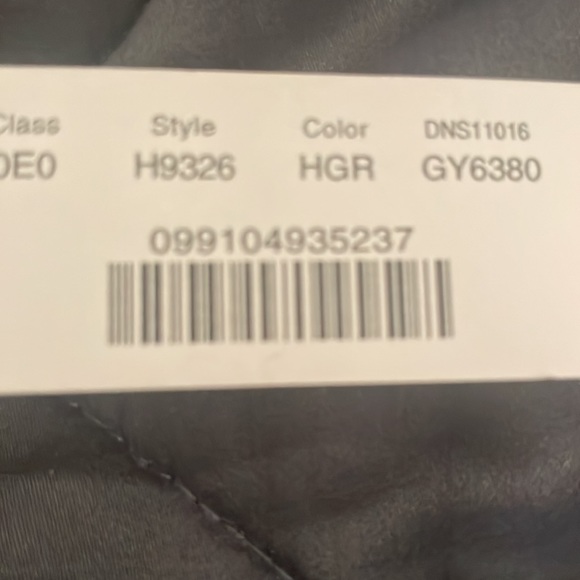 Class Style Color DNS11016
0E0 H9326 HGR GY6380
099104935237